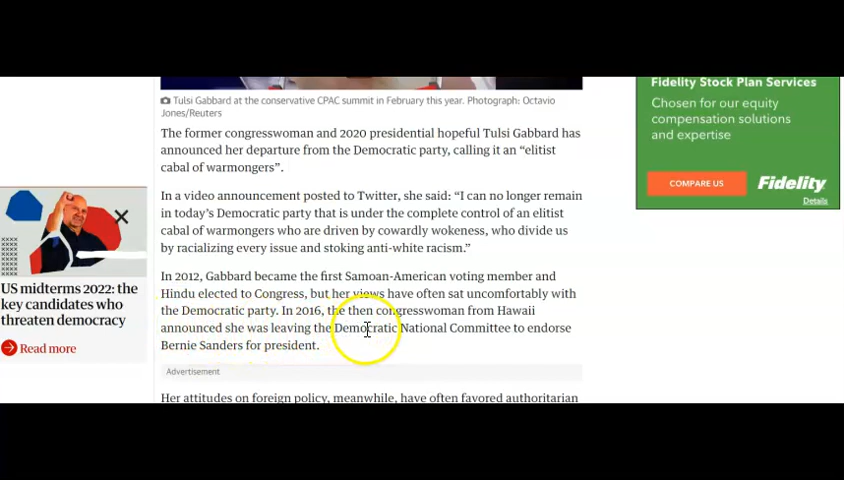 Tulsi Gabbard at the conservative CPAC summit in February this year. Photograph: Octavio
Jones/Reuters
The former congresswoman and 2020 presidential hopeful Tulsi Gabbard has
announced her departure from the Democratic party, calling it an “elitist
cabal of warmongers”.
In a video announcement posted to Twitter, she said: “I can no longer remain
in today’s Democratic party that is under the complete control of an elitist
cabal of warmongers who are driven by cowardly wokeness, who divide us
by racializing every issue and stoking anti-white racism.”
In 2012, Gabbard became the first Samoan-American voting member and
Hindu elected to Congress, but her views have often sat uncomfortably with
the Democratic party. In 2016, the then congresswoman from Hawaii
announced she was leaving the Democratic National Committee to endorse
Bernie Sanders for president.
Advertisement
Her attitudes on foreign policy, meanwhile, have often favored authoritarian
US midterms 2022: the
key candidates who
threaten democracy
Read more
Fidelity Stock Plan Services
Chosen for our equity
compensation solutions
and expertise
COMPARE US
Fidelity
Details